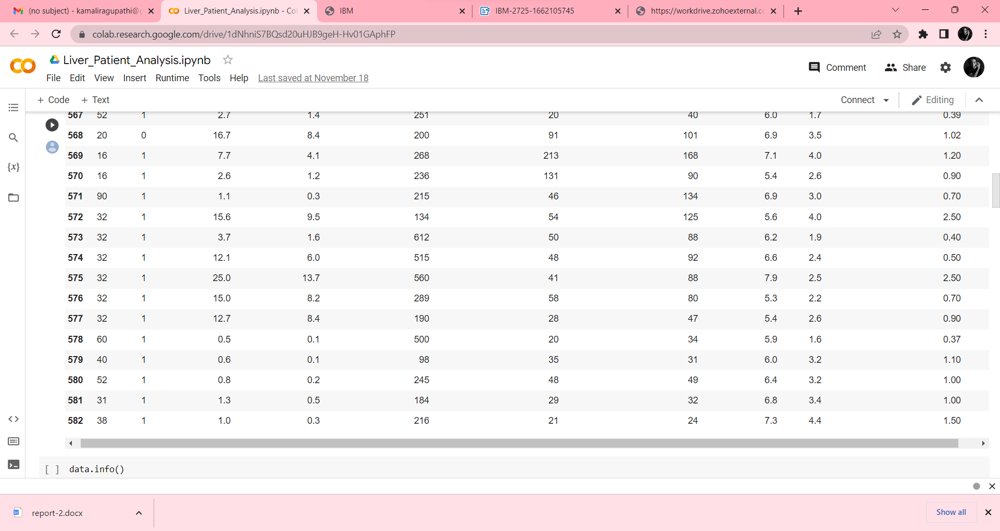 (no subject) - kamaliragupathi@g
Liver_Patient_Analysis.ipynb - Col
IBM
IBM-2725-1662105745
https://workdrive.zohoexternal.co
colab.research.google.com/drive/1dNhniS7BQsd20uHJB9geH-Hv01GAphFP
Liver_Patient_Analysis.ipynb
Comment Share
File Edit View Insert Runtime Tools Help Last saved at November 18
+ Code + Text Connect Editing
567 52 1 2.7 1.4 251 20 40 6.0 1.7 0.39
568 20 0 16.7 8.4 200 91 101 6.9 3.5 1.02
569 16 1 7.7 4.1 268 213 168 7.1 4.0 1.20
570 16 1 2.6 1.2 236 131 90 5.4 2.6 0.90
571 90 1 1.1 0.3 215 46 134 6.9 3.0 0.70
572 32 1 15.6 9.5 134 54 125 5.6 4.0 2.50
573 32 1 3.7 1.6 612 50 88 6.2 1.9 0.40
574 32 1 12.1 6.0 515 48 92 6.6 2.4 0.50
575 32 1 25.0 13.7 560 41 88 7.9 2.5 2.50
576 32 1 15.0 8.2 289 58 80 5.3 2.2 0.70
577 32 1 12.7 8.4 190 28 47 5.4 2.6 0.90
578 60 1 0.5 0.1 500 20 34 5.9 1.6 0.37
579 40 1 0.6 0.1 98 35 31 6.0 3.2 1.10
580 52 1 0.8 0.2 245 48 49 6.4 3.2 1.00
581 31 1 1.3 0.5 184 29 32 6.8 3.4 1.00
582 38 1 1.0 0.3 216 21 24 7.3 4.4 1.50
[ ] data.info()
report-2.docx
Show all